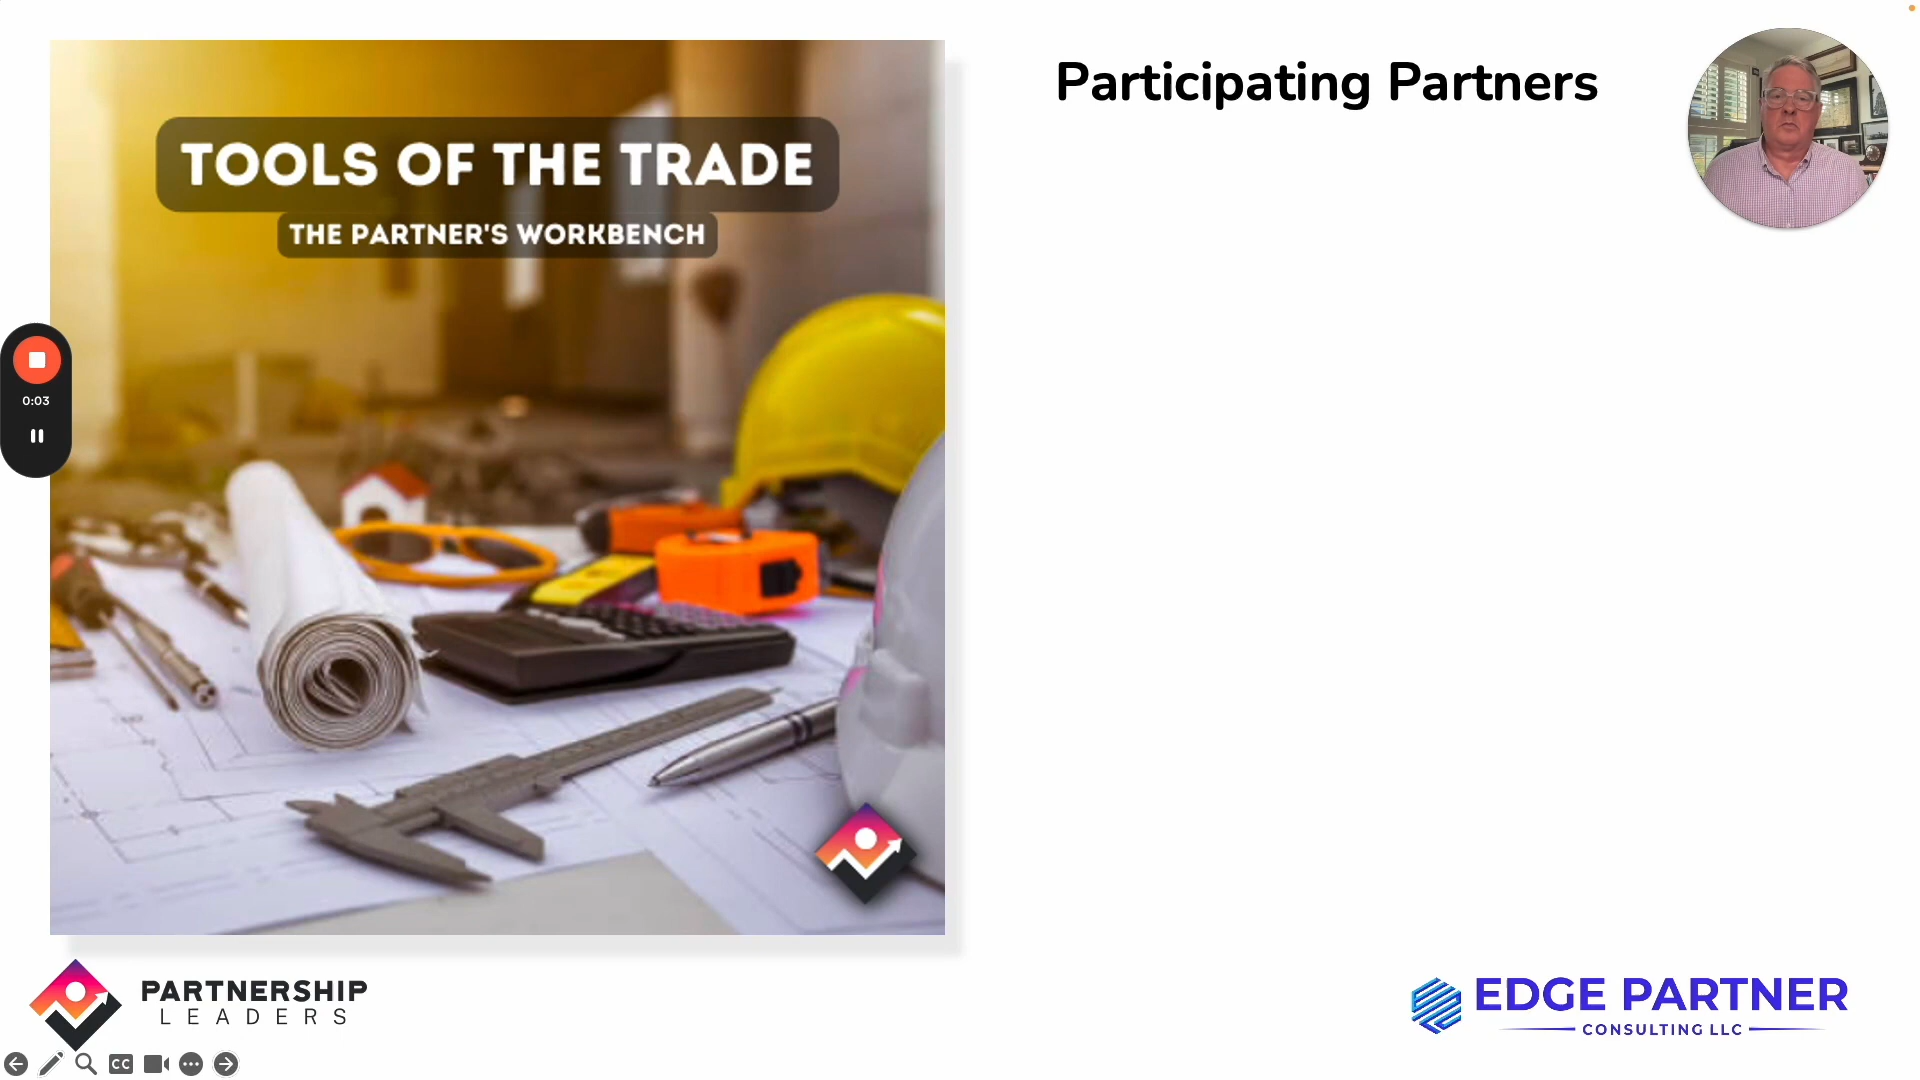 TOOLS OF THE TRADE
THE PARTNER'S WORKBENCH
Participating Partners
0:03
PARTNERSHIP
LEADERS
EDGE PARTNER
CONSULTING LLC
CC